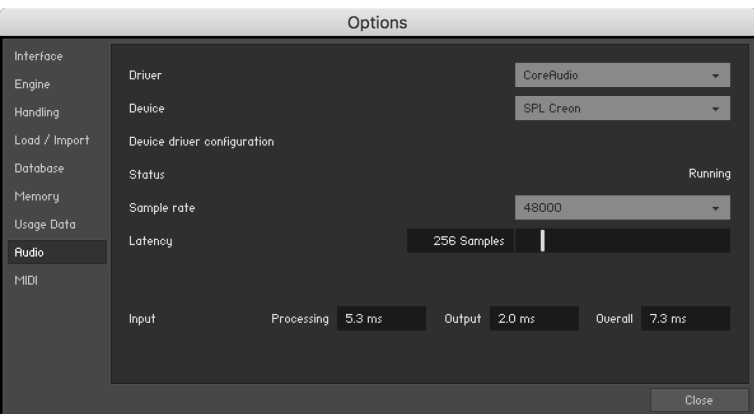 Options
Interface
Engine
Handling
Load / Import
Database
Memory
Usage Data
Audio
MIDI
Driver CoreAudio
Device SPL Creon
Device driver configuration
Status Running
Sample rate 48000
Latency 256 Samples
Input Processing 5.3 ms Output 2.0 ms Overall 7.3 ms
Close